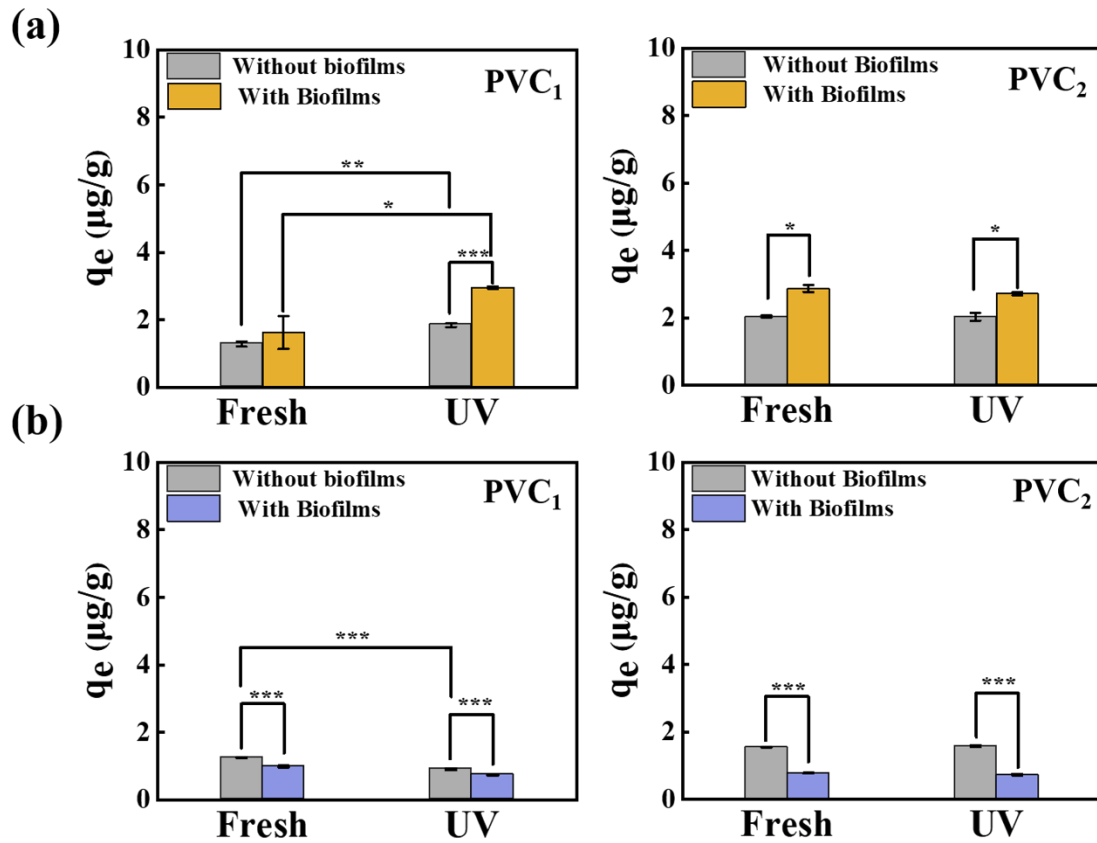 (a)
10
8
6
4
2
0
qe (µg/g)
Without biofilms
With Biofilms
PVC1
**
*
***
Fresh UV
10
8
6
4
2
0
qe (µg/g)
Without Biofilms
With Biofilms
PVC2
*
*
Fresh UV
(b)
10
8
6
4
2
0
qe (µg/g)
Without biofilms
With Biofilms
PVC1
***
***
***
Fresh UV
10
8
6
4
2
0
qe (µg/g)
Without Biofilms
With Biofilms
PVC2
***
***
Fresh UV